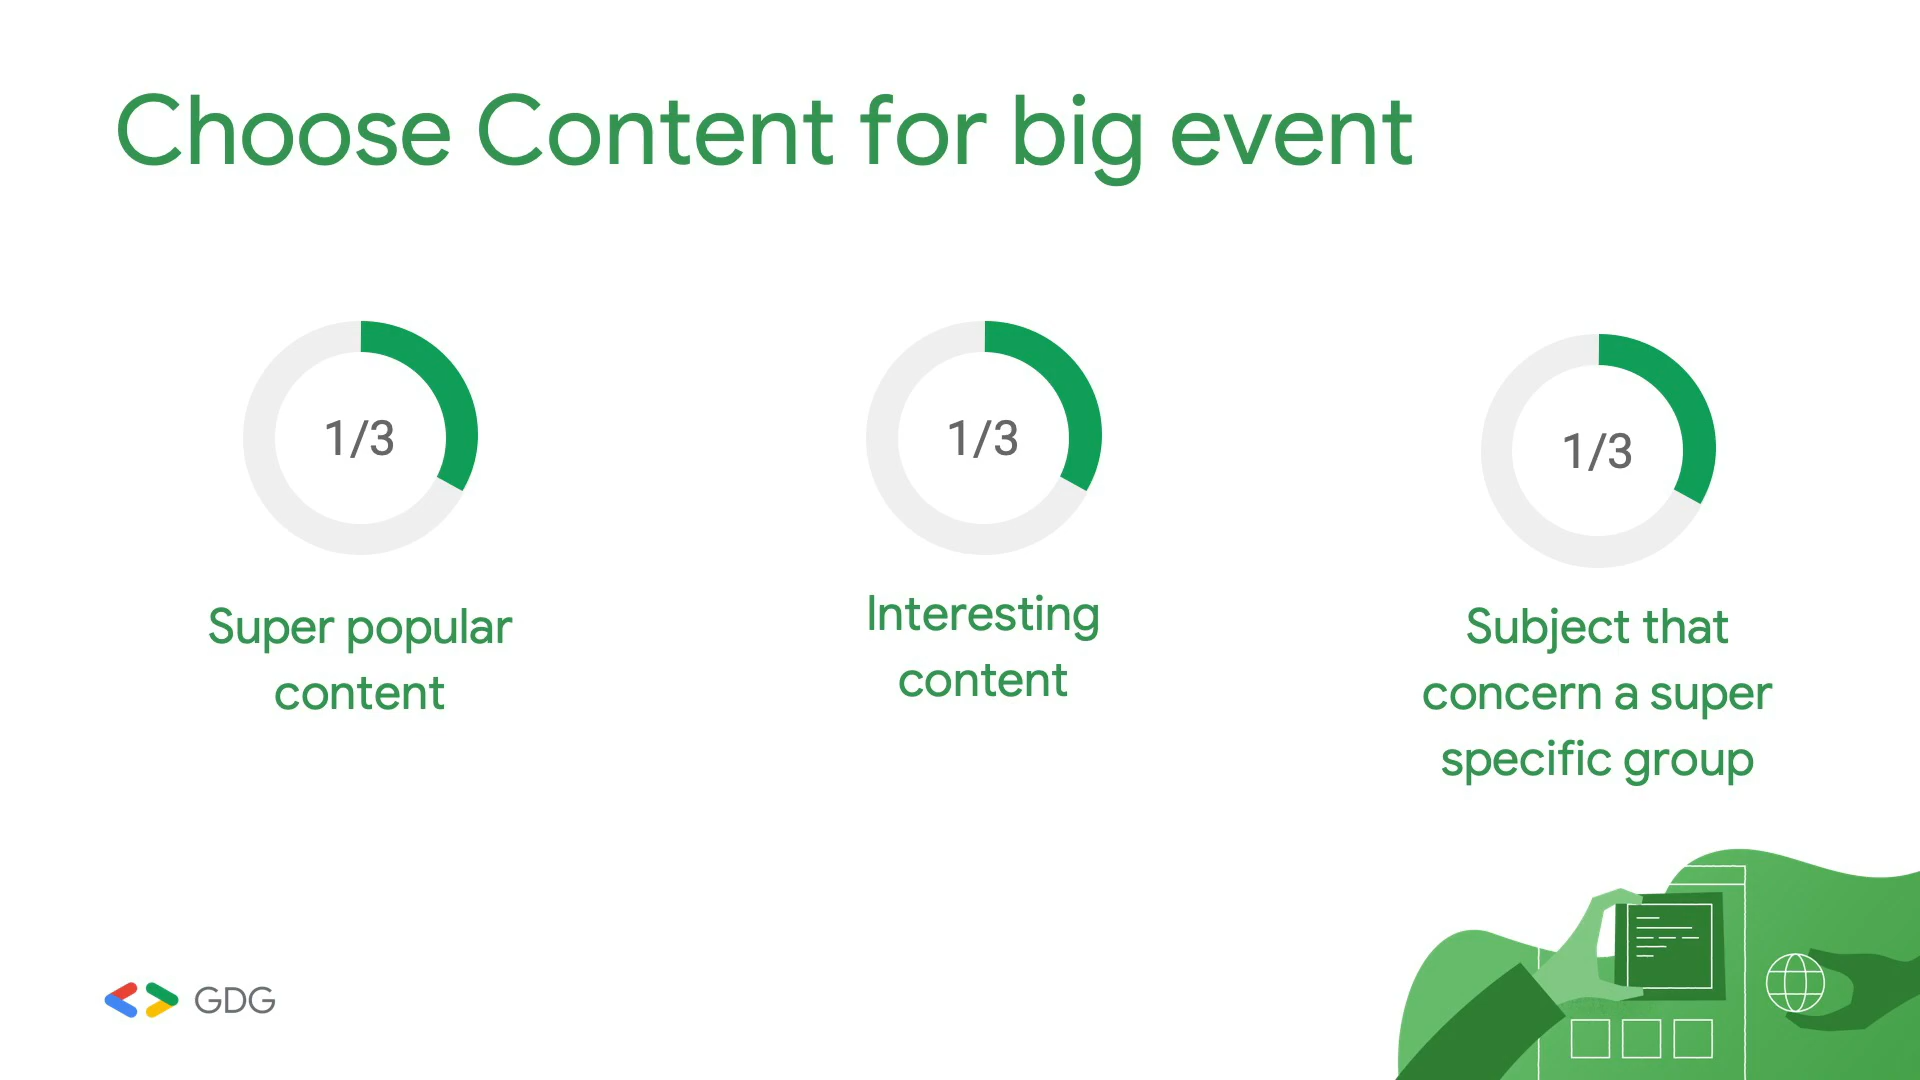 Choose Content for big event
1/3
Super popular
content
1/3
Interesting
content
1/3
Subject that
concern a super
specific group
GDG